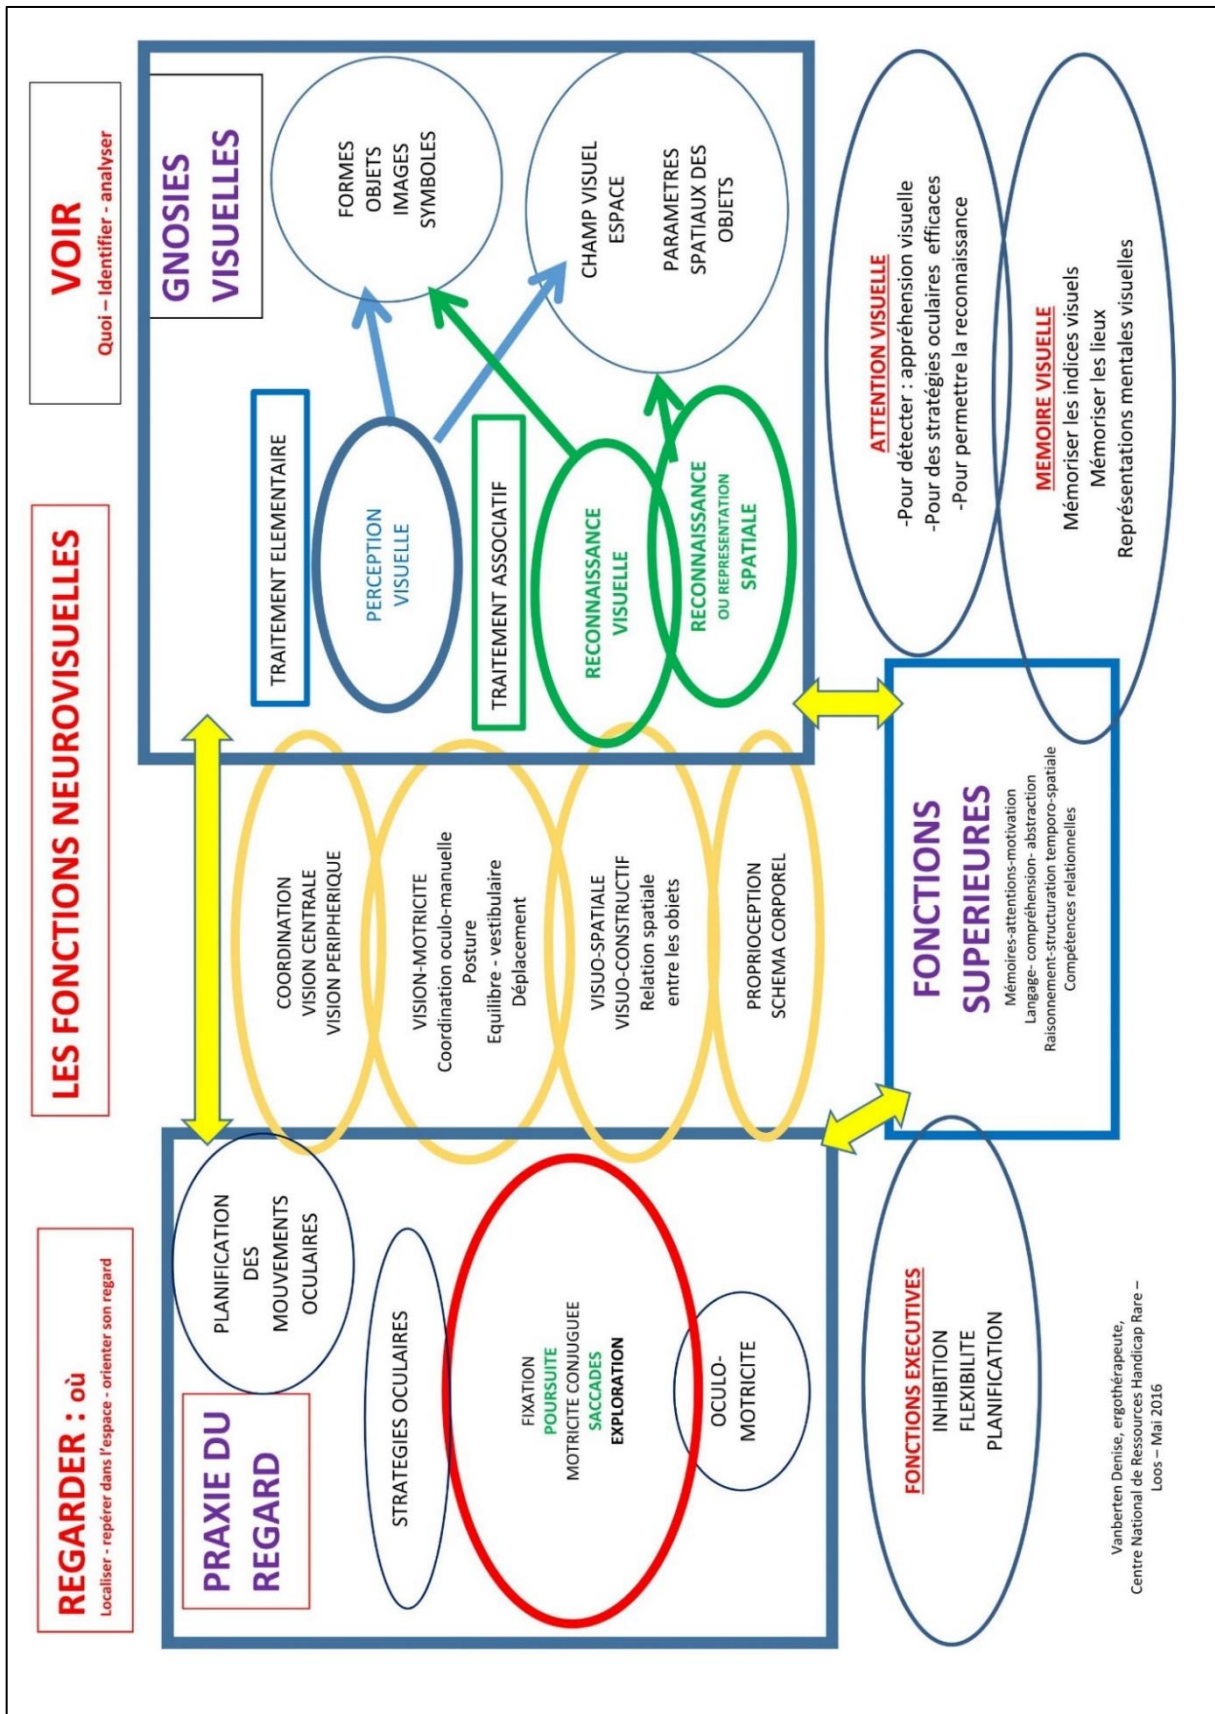 LES FONCTIONS NEUROVISUELLES
REGARDER : où
Localiser - repérer dans l'espace - orienter son regard
VOIR
Quoi – Identifier - analyser
PRAXIE DU
REGARD
PLANIFICATION
DES
MOUVEMENTS
OCULAIRES
STRATEGIES OCULAIRES
FIXATION
POURSUITE
MOTRICITE CONJUGUEE
SACCADES
EXPLORATION
OCULO-
MOTRICITE
COORDINATION
VISION CENTRALE
VISION PERIPHERIQUE
VISION-MOTRICITE
Coordination oculo-manuelle
Posture
Equilibre - vestibulaire
Déplacement
VISUO-SPATIALE
VISUO-CONSTRUCTIF
Relation spatiale
entre les objets
PROPRIOCEPTION
SCHEMA CORPOREL
GNOSIES
VISUELLES
TRAITEMENT ELEMENTAIRE
PERCEPTION
VISUELLE
TRAITEMENT ASSOCIATIF
RECONNAISSANCE
VISUELLE
RECONNAISSANCE
OU REPRESENTATION
SPATIALE
FORMES
OBJETS
IMAGES
SYMBOLES
CHAMP VISUEL
ESPACE
PARAMETRES
SPATIAUX DES
OBJETS
FONCTIONS EXECUTIVES
INHIBITION
FLEXIBILITE
PLANIFICATION
FONCTIONS
SUPERIEURES
Mémoires-attentions-motivation
Langage- compréhension- abstraction
Raisonnement-structuration temporo-spatiale
Compétences relationnelles
ATTENTION VISUELLE
-Pour détecter : appréhension visuelle
-Pour des stratégies oculaires efficaces
-Pour permettre la reconnaissance
MEMOIRE VISUELLE
Mémoriser les indices visuels
Mémoriser les lieux
Représentations mentales visuelles
Vanberten Denise, ergothérapeute,
Centre National de Ressources Handicap Rare –
Loos – Mai 2016